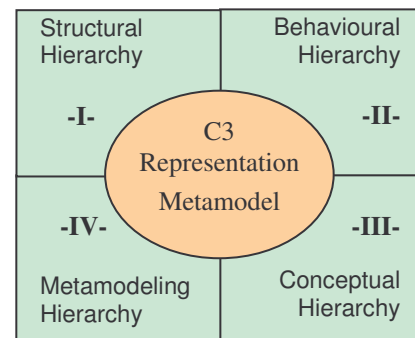 Structural
Hierarchy
-I-
Behavioural
Hierarchy
-II-
C3
Representation
Metamodel
-IV-
Metamodeling
Hierarchy
-III-
Conceptual
Hierarchy